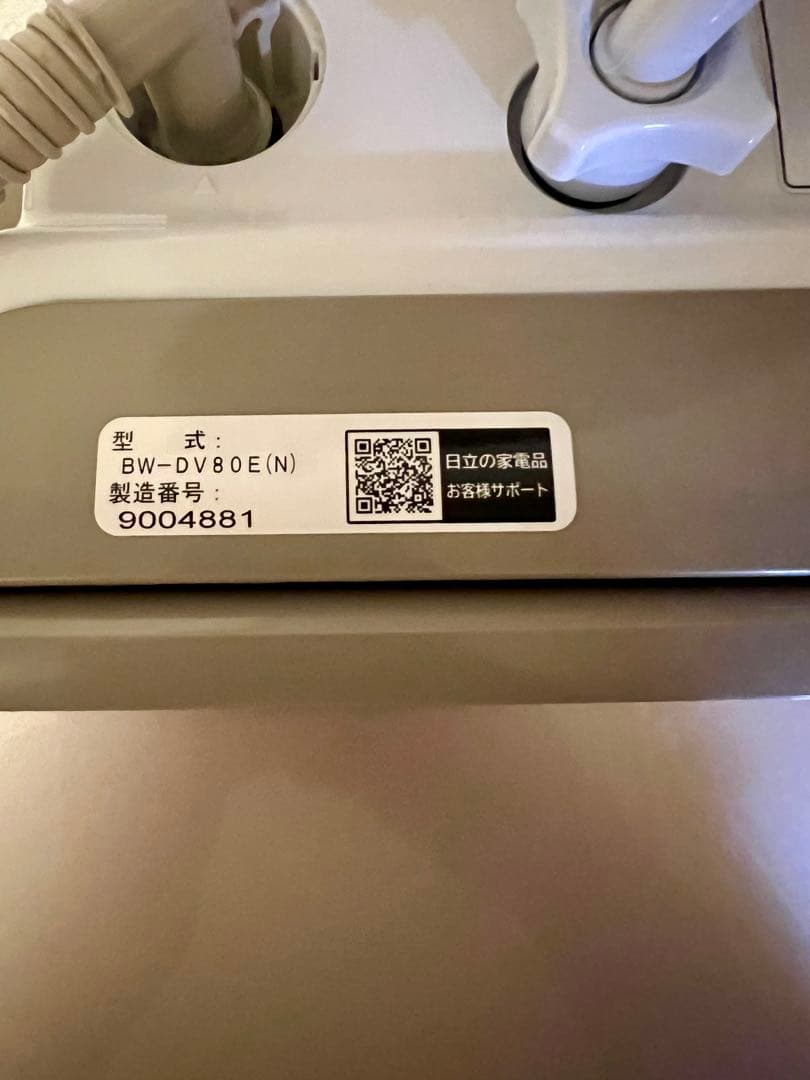 型　式：
BW-DV80E(N)
製造番号：
9004881
日立の家電品
お客様サポート